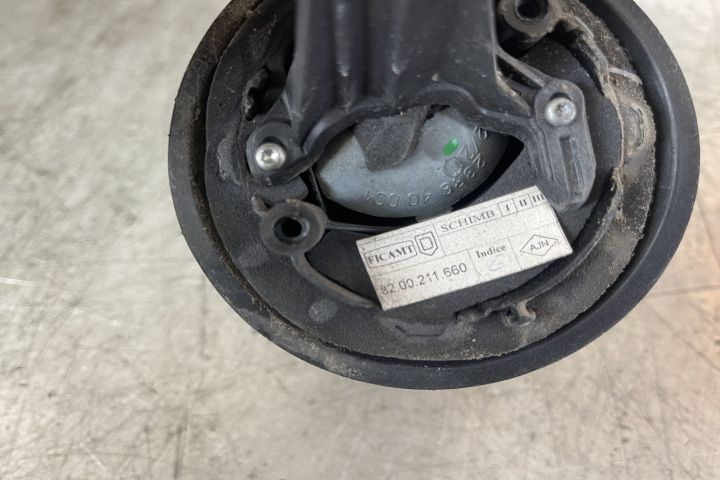 FICAMT D SCHIMB I II III
82.00.211.660 Indice C AJN